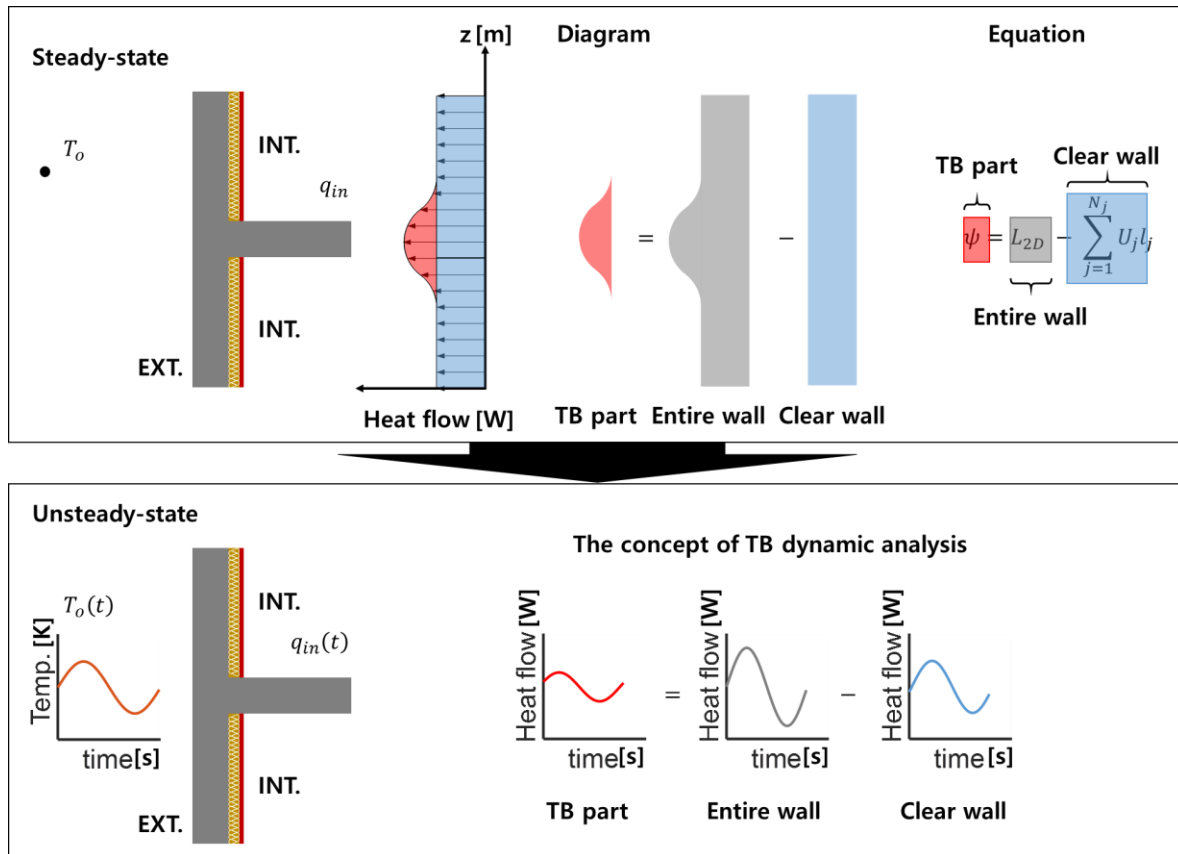 Steady-state
z [m]
Diagram
Equation
T_o
INT.
q_in
INT.
EXT.
Heat flow [W]
=
−
TB part
Entire wall
Clear wall
TB part
Clear wall
ψ = L_{2D} − \sum_{j=1}^{N_j} U_j l_j
Entire wall
Unsteady-state
The concept of TB dynamic analysis
T_o(t)
Temp. [K]
time[s]
INT.
q_in(t)
INT.
EXT.
Heat flow [W]
=
Heat flow [W]
−
Heat flow [W]
time[s]
time[s]
time[s]
TB part
Entire wall
Clear wall